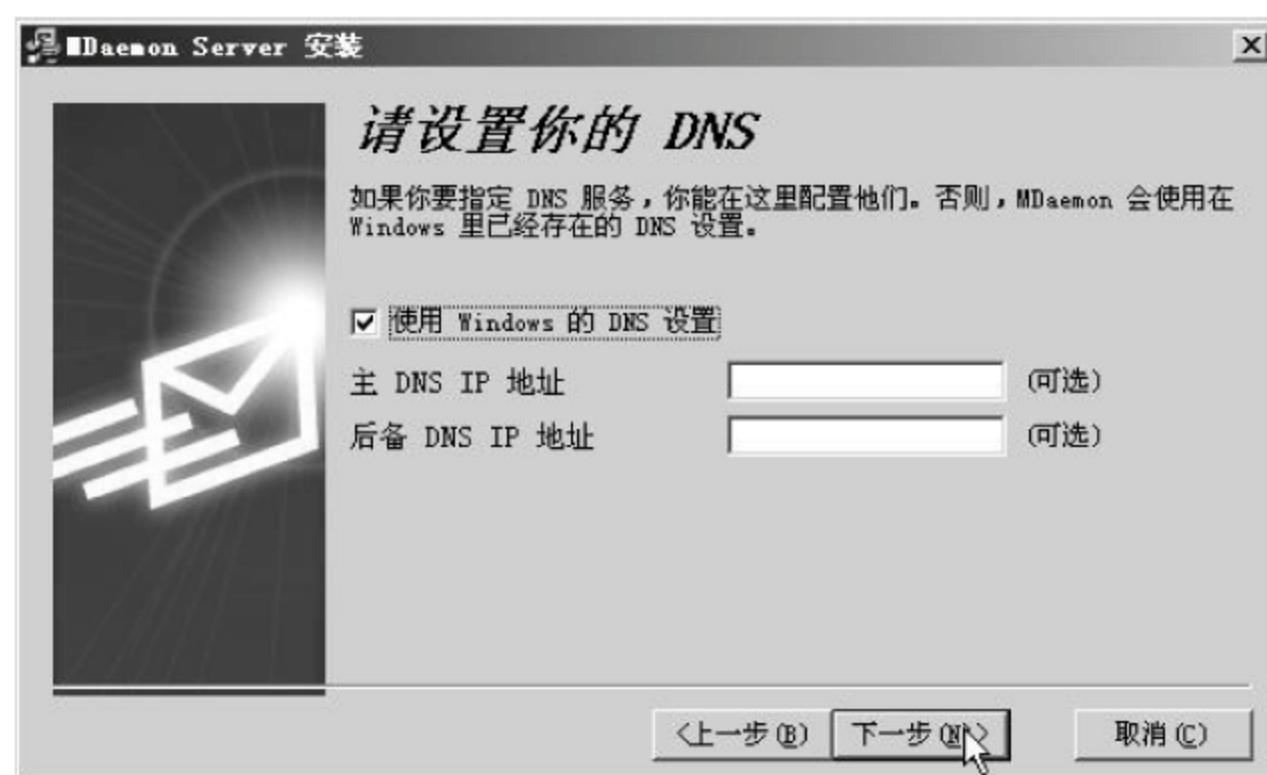 MDaemon Server 安装
请设置你的 DNS
如果你要指定 DNS 服务，你能在这里配置他们。否则，MDaemon 会使用在
Windows 里已经存在的 DNS 设置。
使用 Windows 的 DNS 设置
主 DNS IP 地址 (可选)
后备 DNS IP 地址 (可选)
<上一步(B) 下一步(N)> 取消(C)